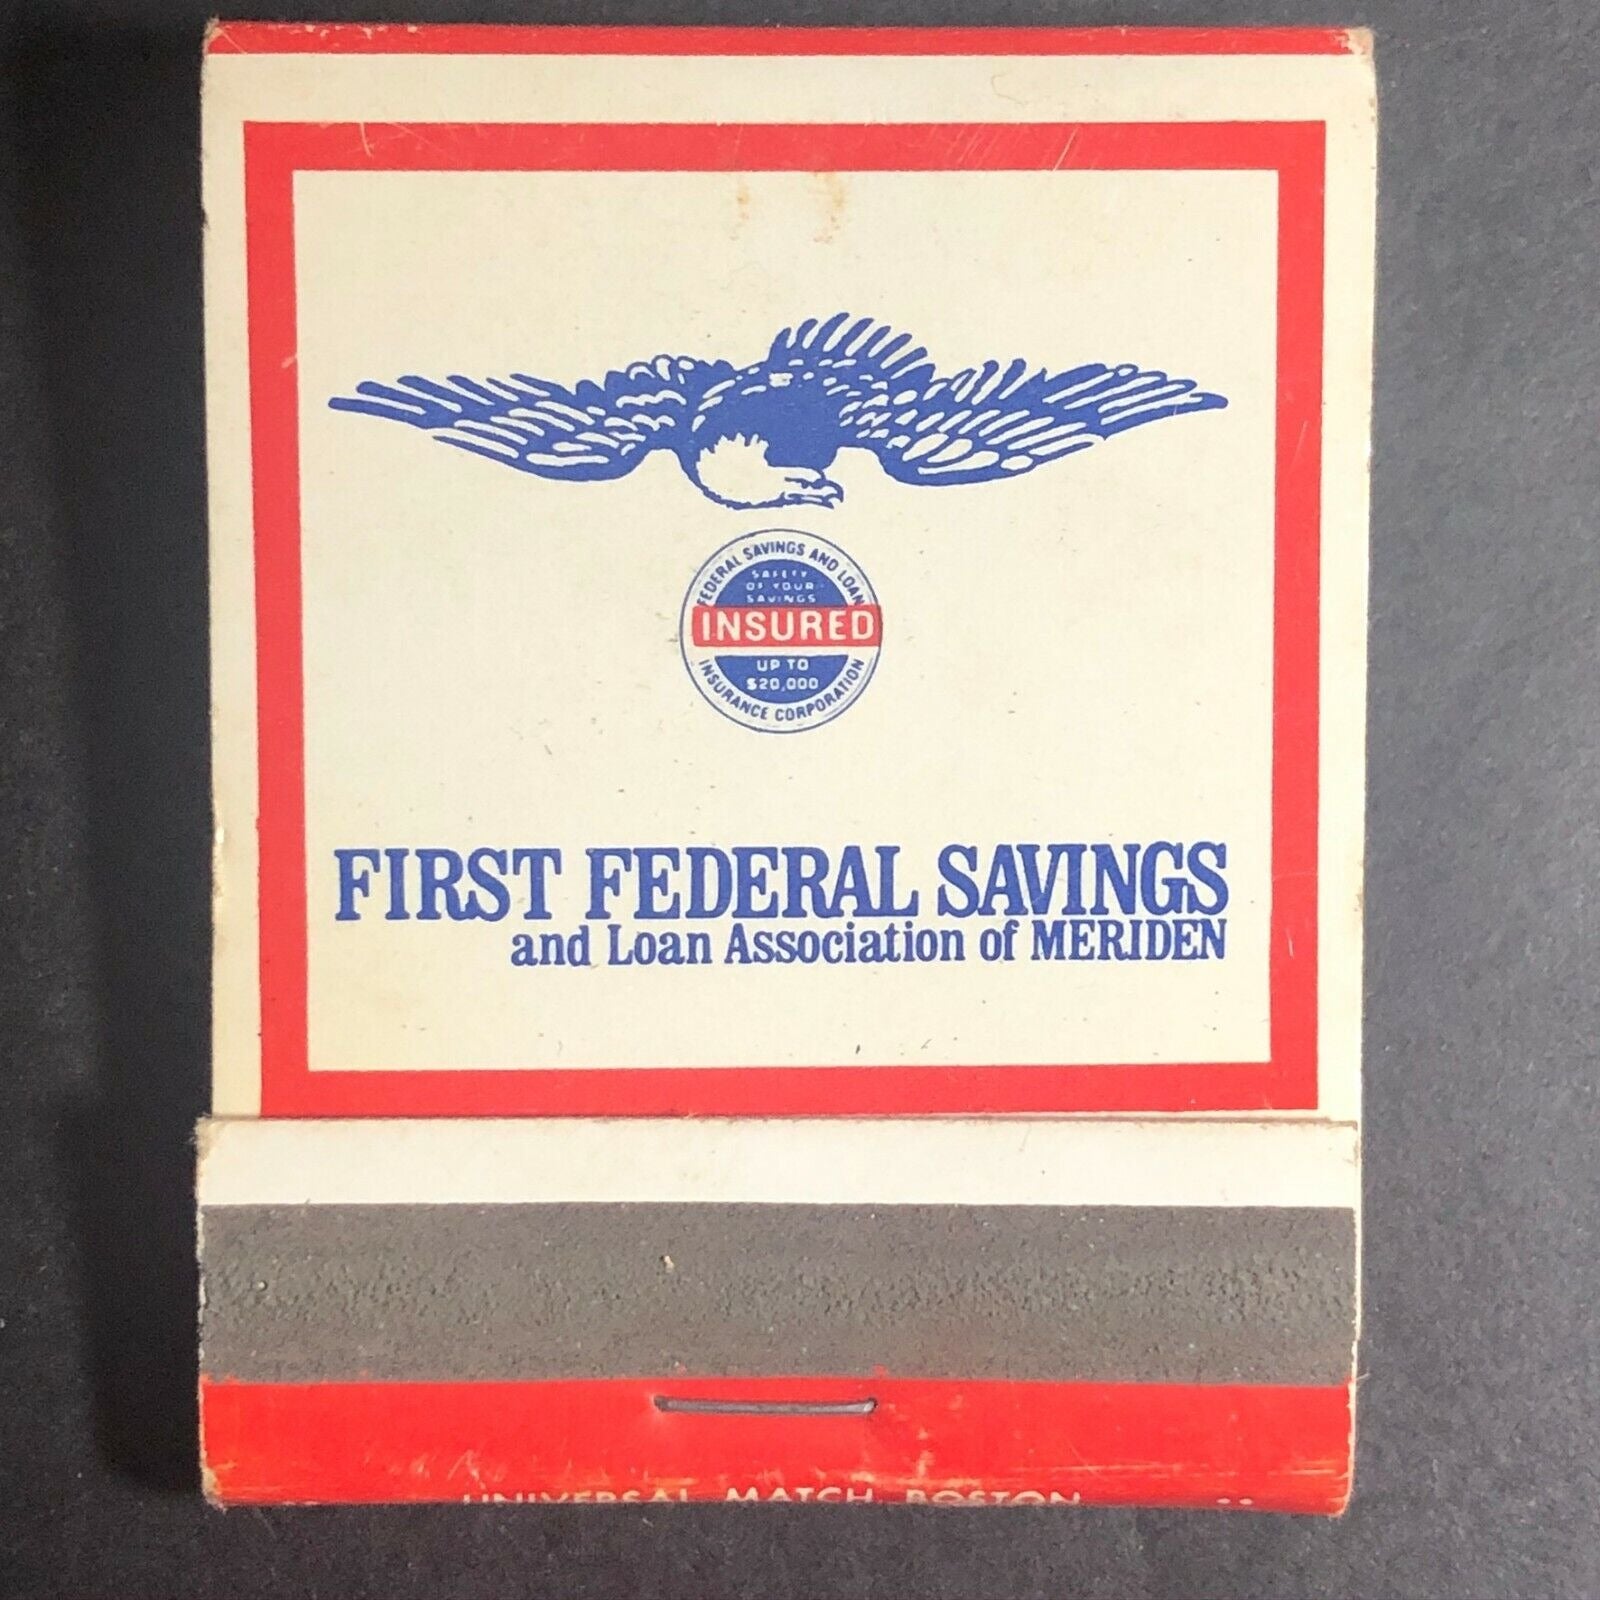 FEDERAL SAVINGS AND LOAN
SAFETY
OF YOUR
SAVINGS
INSURED
UP TO
$20,000
INSURANCE CORPORATION
FIRST FEDERAL SAVINGS
and Loan Association of MERIDEN
UNIVERSAL MATCH, BOSTON